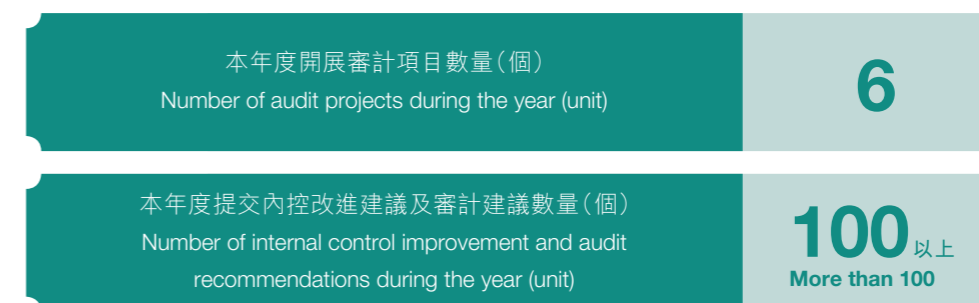 本年度開展審計項目數量（個）
Number of audit projects during the year (unit)
6
本年度提交內控改進建議及審計建議數量（個）
Number of internal control improvement and audit
recommendations during the year (unit)
100以上
More than 100